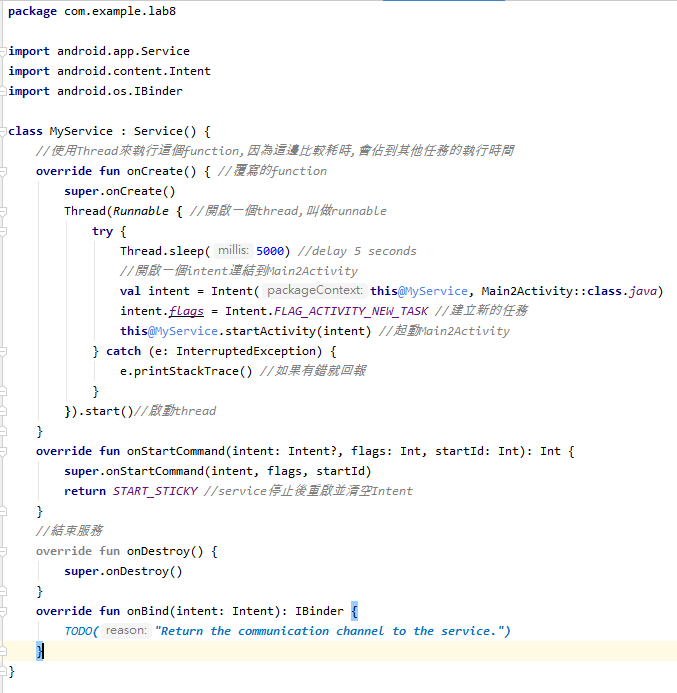 package com.example.lab8
import android.app.Service
import android.content.Intent
import android.os.IBinder
class MyService : Service() {
//使用Thread來執行這個function,因為這邊比較耗時,會佔到其他任務的執行時間
override fun onCreate() { //覆寫的function
super.onCreate()
Thread(Runnable { //開啟一個thread,叫做runnable
try {
Thread.sleep( millis: 5000) //delay 5 seconds
//開啟一個intent連結到Main2Activity
val intent = Intent( packageContext: this@MyService, Main2Activity::class.java)
intent.flags = Intent.FLAG_ACTIVITY_NEW_TASK //建立新的任務
this@MyService.startActivity(intent) //起動Main2Activity
} catch (e: InterruptedException) {
e.printStackTrace() //如果有錯就回報
}
}).start()//啟動thread
}
override fun onStartCommand(intent: Intent?, flags: Int, startId: Int): Int {
super.onStartCommand(intent, flags, startId)
return START_STICKY //service停止後重啟並清空Intent
}
//結束服務
override fun onDestroy() {
super.onDestroy()
}
override fun onBind(intent: Intent): IBinder {
TODO( reason: "Return the communication channel to the service.")
}
}